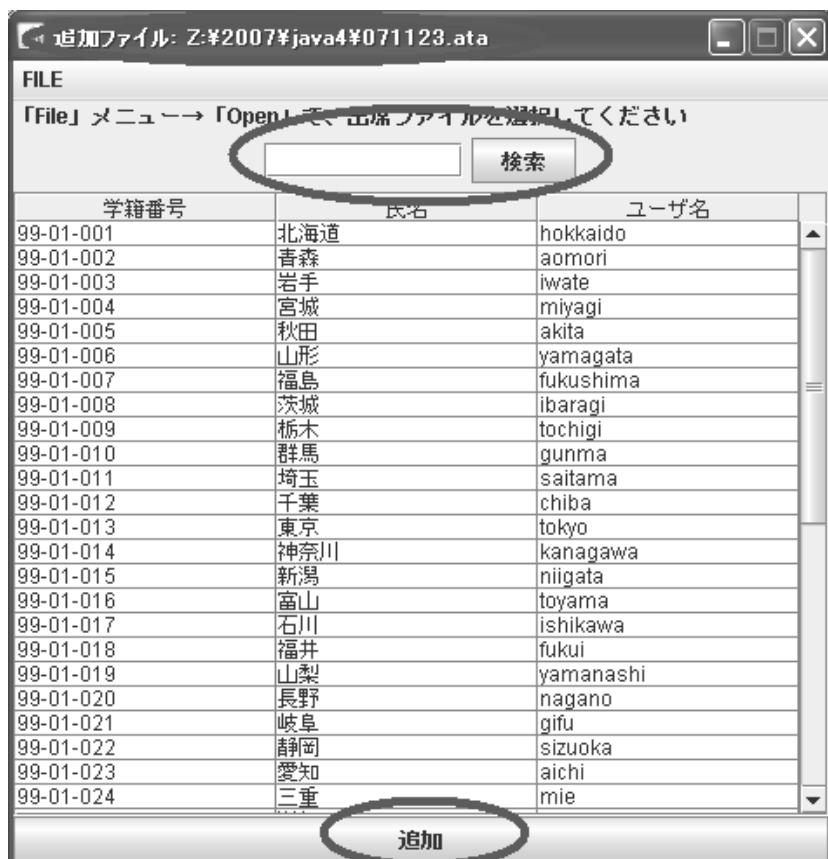 追加ファイル: Z:¥2007¥java4¥071123.ata
FILE
「File」メニュー→「Open」で、出席ファイルを選択してください
検索
学籍番号 氏名 ユーザ名
99-01-001 北海道 hokkaido
99-01-002 青森 aomori
99-01-003 岩手 iwate
99-01-004 宮城 miyagi
99-01-005 秋田 akita
99-01-006 山形 yamagata
99-01-007 福島 fukushima
99-01-008 茨城 ibaragi
99-01-009 栃木 tochigi
99-01-010 群馬 gunma
99-01-011 埼玉 saitama
99-01-012 千葉 chiba
99-01-013 東京 tokyo
99-01-014 神奈川 kanagawa
99-01-015 新潟 niigata
99-01-016 富山 toyama
99-01-017 石川 ishikawa
99-01-018 福井 fukui
99-01-019 山梨 yamanashi
99-01-020 長野 nagano
99-01-021 岐阜 gifu
99-01-022 静岡 sizuoka
99-01-023 愛知 aichi
99-01-024 三重 mie
追加